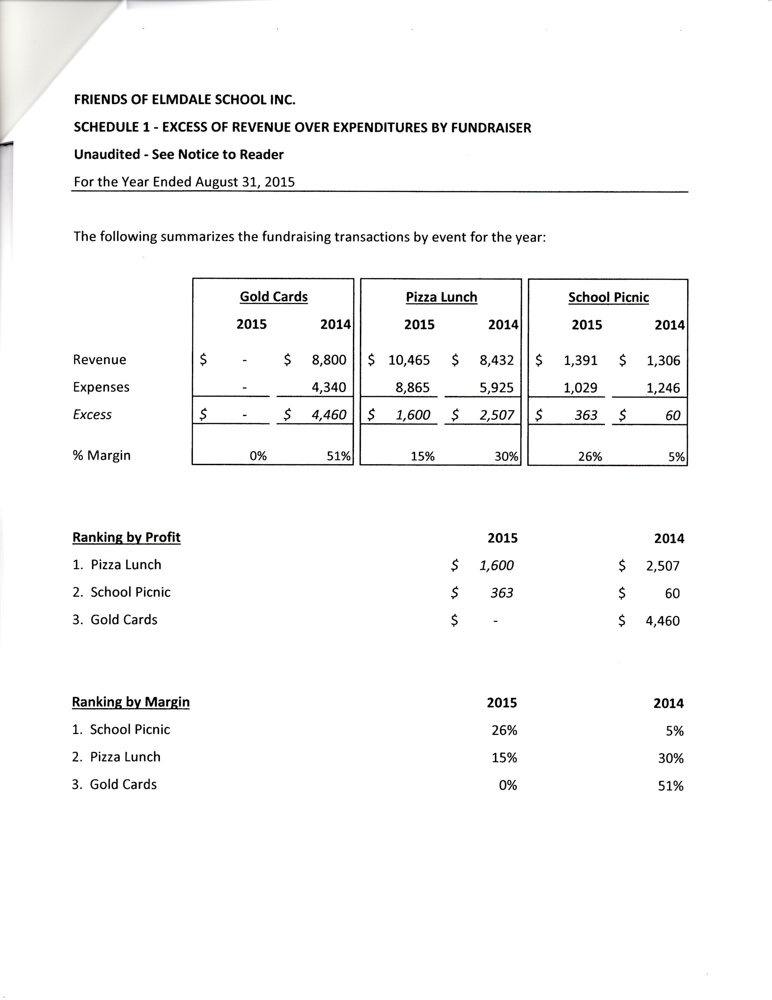 FRIENDS OF ELMDALE SCHOOL INC.
SCHEDULE 1 - EXCESS OF REVENUE OVER EXPENDITURES BY FUNDRAISER
Unaudited - See Notice to Reader
For the Year Ended August 31, 2015
The following summarizes the fundraising transactions by event for the year:
Gold Cards Pizza Lunch School Picnic
2015 2014 2015 2014 2015 2014
Revenue $ - $ 8,800 $ 10,465 $ 8,432 $ 1,391 $ 1,306
Expenses - 4,340 8,865 5,925 1,029 1,246
Excess $ - $ 4,460 $ 1,600 $ 2,507 $ 363 $ 60
% Margin 0% 51% 15% 30% 26% 5%
Ranking by Profit 2015 2014
1. Pizza Lunch $ 1,600 $ 2,507
2. School Picnic $ 363 $ 60
3. Gold Cards $ - $ 4,460
Ranking by Margin 2015 2014
1. School Picnic 26% 5%
2. Pizza Lunch 15% 30%
3. Gold Cards 0% 51%